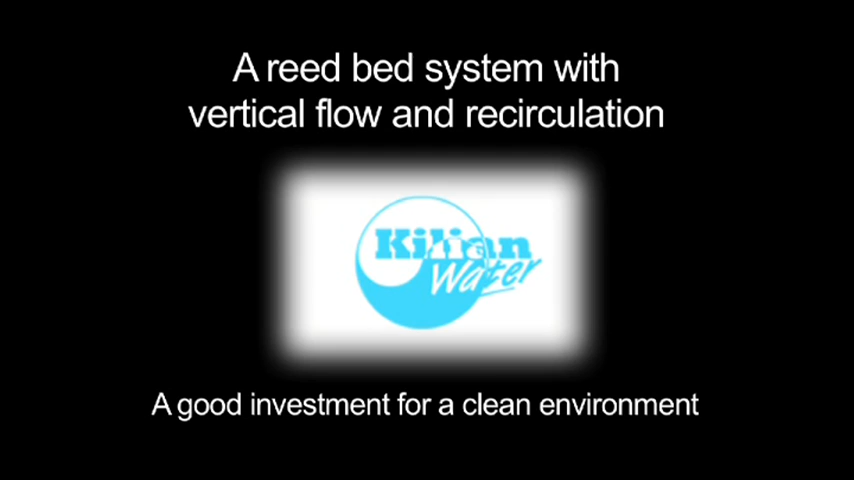 A reed bed system with
vertical flow and recirculation
Kilian
Water
A good investment for a clean environment